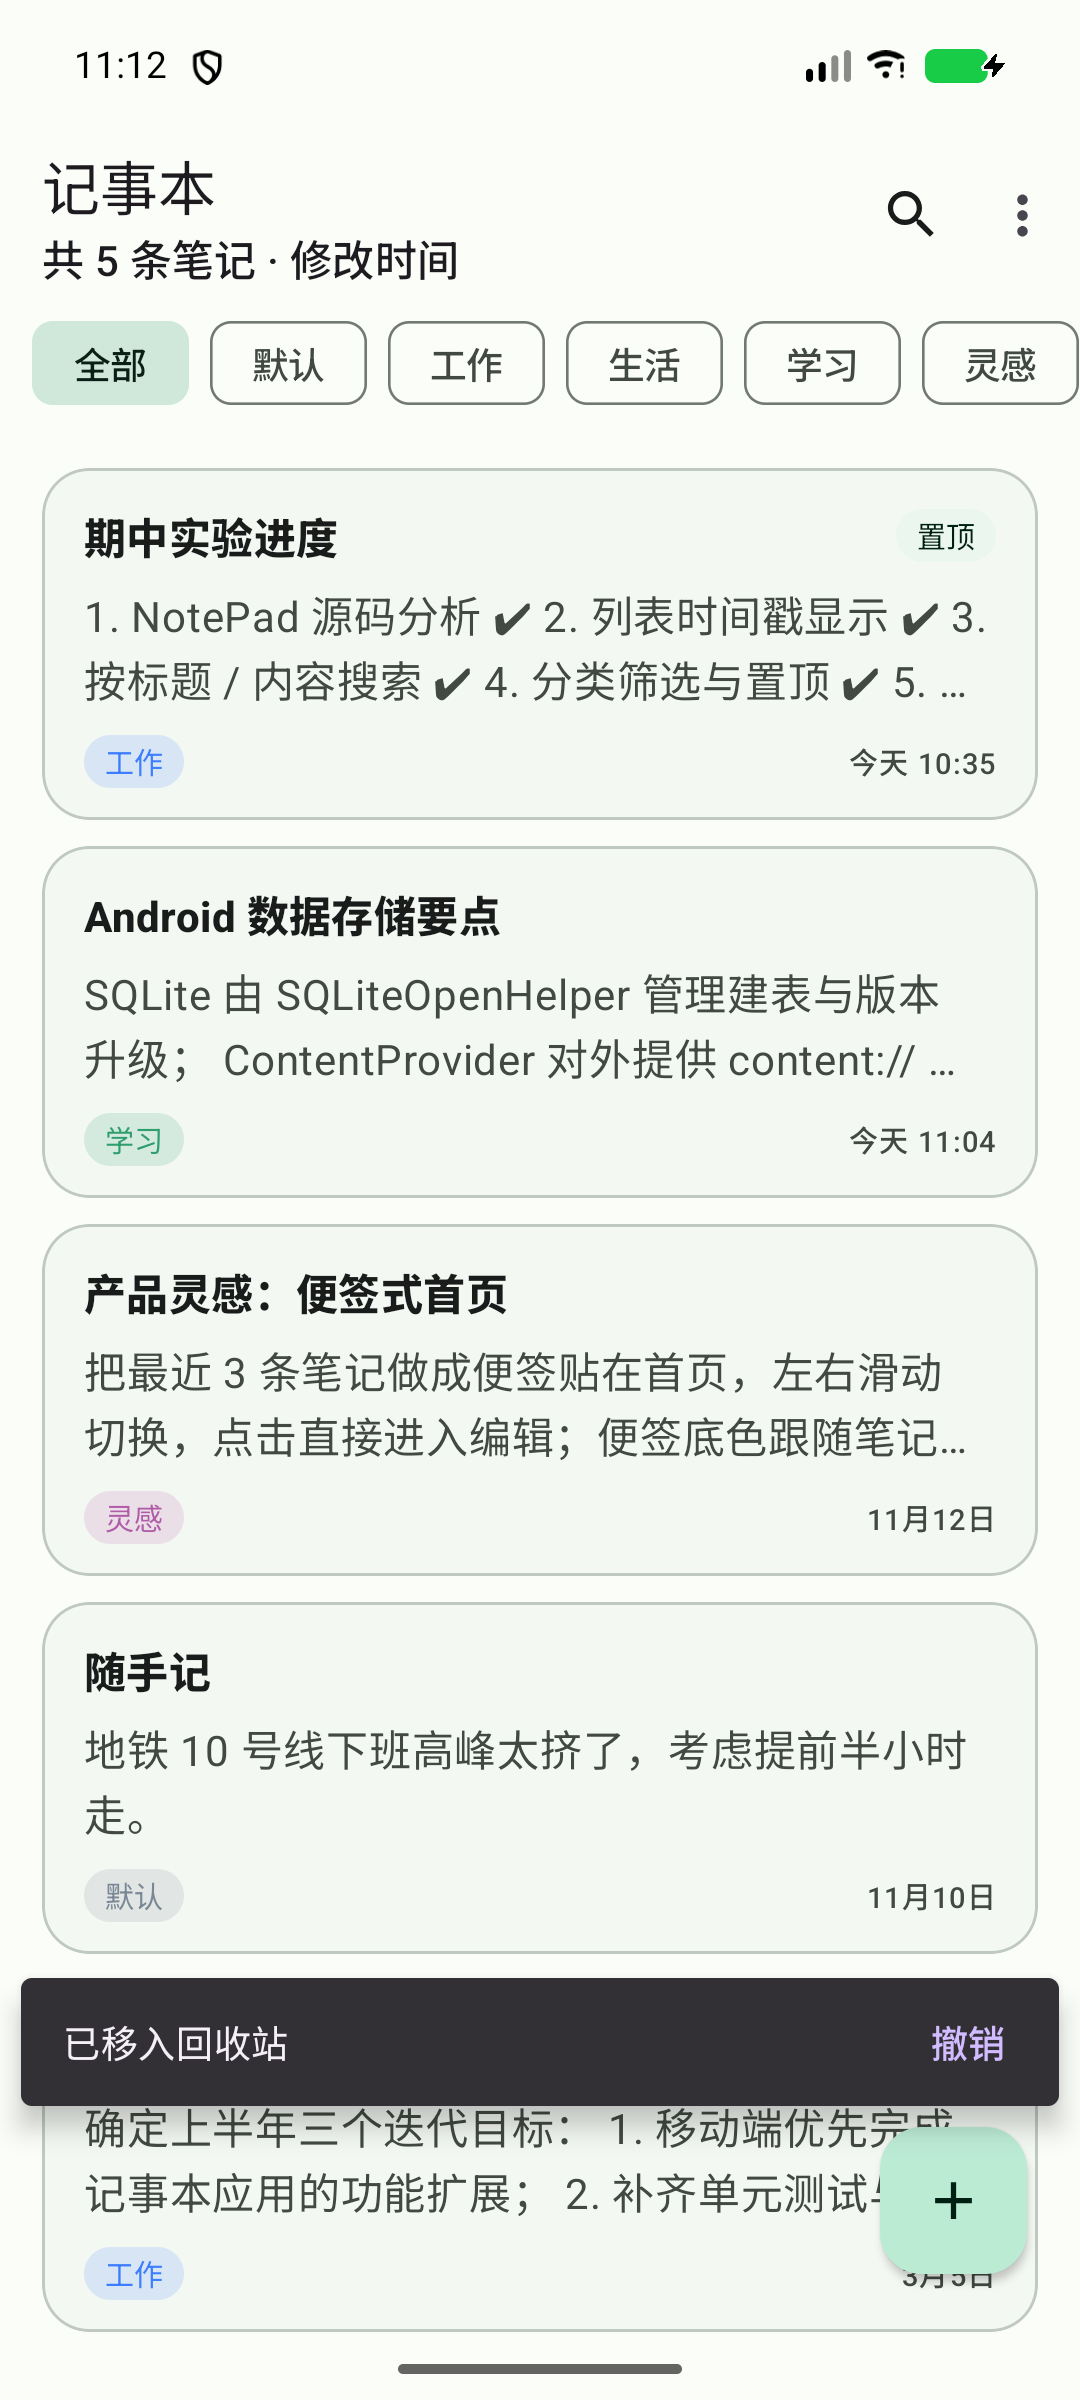 11:12
记事本
共 5 条笔记 · 修改时间
全部 默认 工作 生活 学习 灵感
期中实验进度 置顶
1. NotePad 源码分析 ✔ 2. 列表时间戳显示 ✔ 3.
按标题 / 内容搜索 ✔ 4. 分类筛选与置顶 ✔ 5. …
工作 今天 10:35
Android 数据存储要点
SQLite 由 SQLiteOpenHelper 管理建表与版本
升级； ContentProvider 对外提供 content:// …
学习 今天 11:04
产品灵感：便签式首页
把最近 3 条笔记做成便签贴在首页，左右滑动
切换，点击直接进入编辑；便签底色跟随笔记…
灵感 11月12日
随手记
地铁 10 号线下班高峰太挤了，考虑提前半小时
走。
默认 11月10日
已移入回收站 撤销
确定上半年三个迭代目标： 1. 移动端优先完成
记事本应用的功能扩展； 2. 补齐单元测试
工作 3月5日